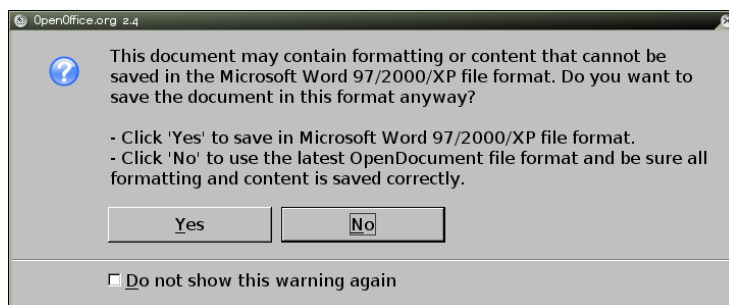 OpenOffice.org 2.4
This document may contain formatting or content that cannot be
saved in the Microsoft Word 97/2000/XP file format. Do you want to
save the document in this format anyway?
- Click 'Yes' to save in Microsoft Word 97/2000/XP file format.
- Click 'No' to use the latest OpenDocument file format and be sure all
formatting and content is saved correctly.
Yes
No
Do not show this warning again